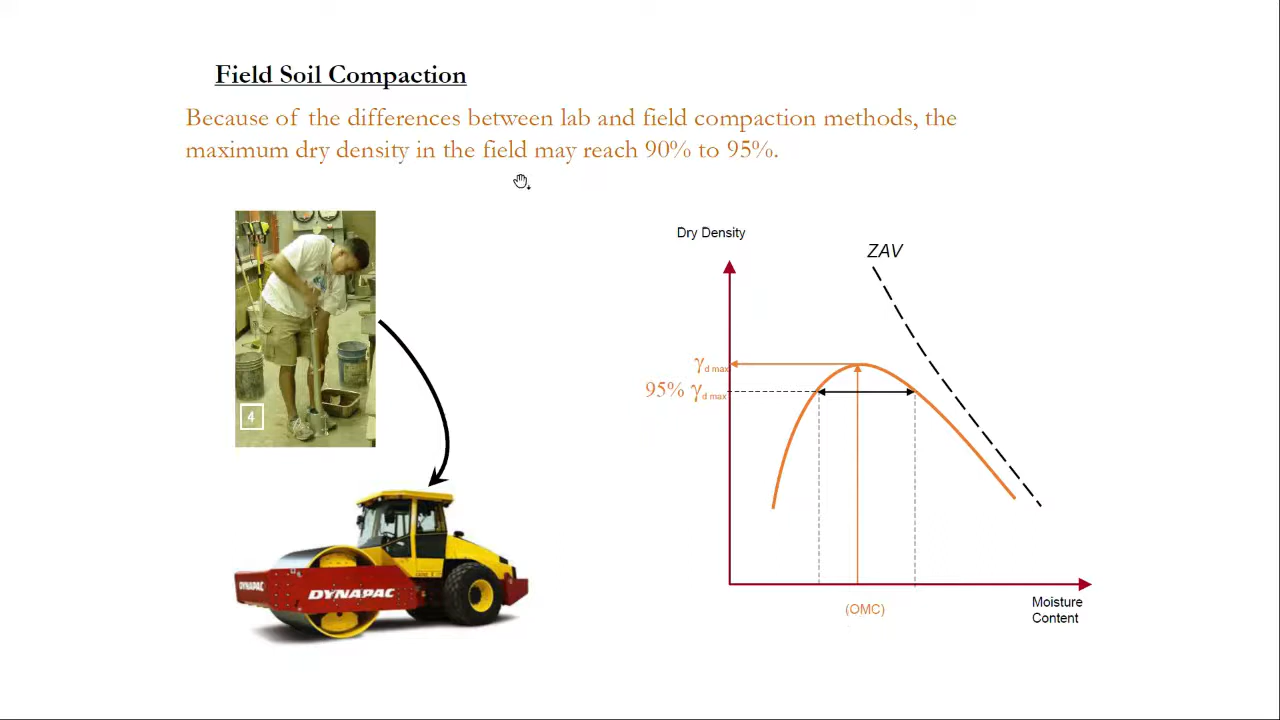 Field Soil Compaction
Because of the differences between lab and field compaction methods, the
maximum dry density in the field may reach 90% to 95%.
Dry Density
ZAV
γd max
95% γd max
4
DYNAPAC
DYNAPAC
(OMC)
Moisture
Content